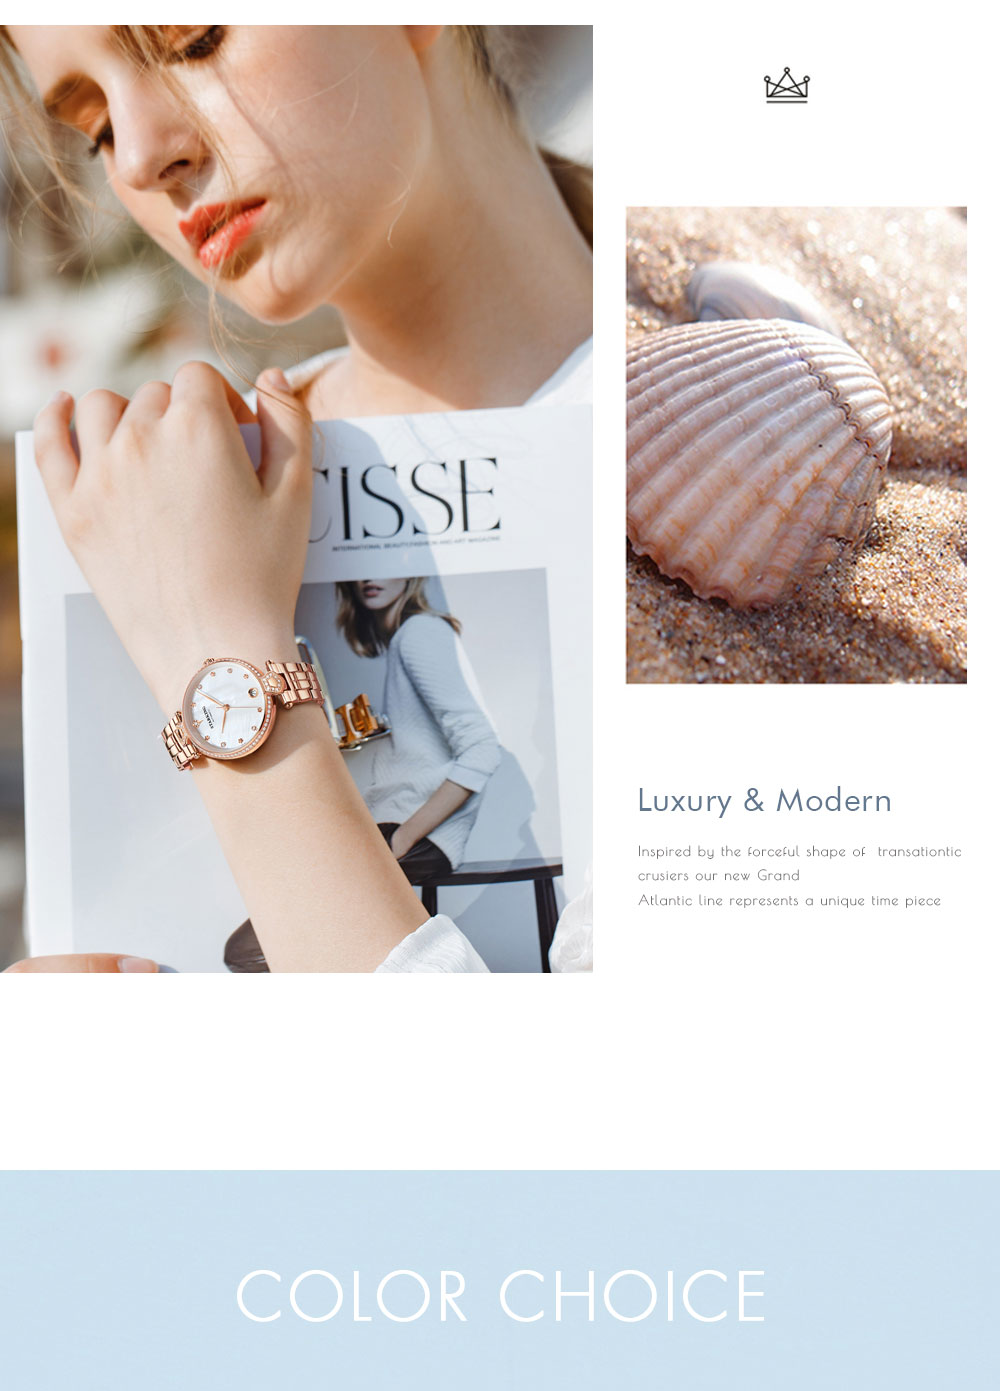 CISSE
INTERNATIONAL BEAUTY,FASHION AND ART MAGAZINE
STARKING
Luxury & Modern
Inspired by the forceful shape of transationtic
crusiers our new Grand
Atlantic line represents a unique time piece
COLOR CHOICE